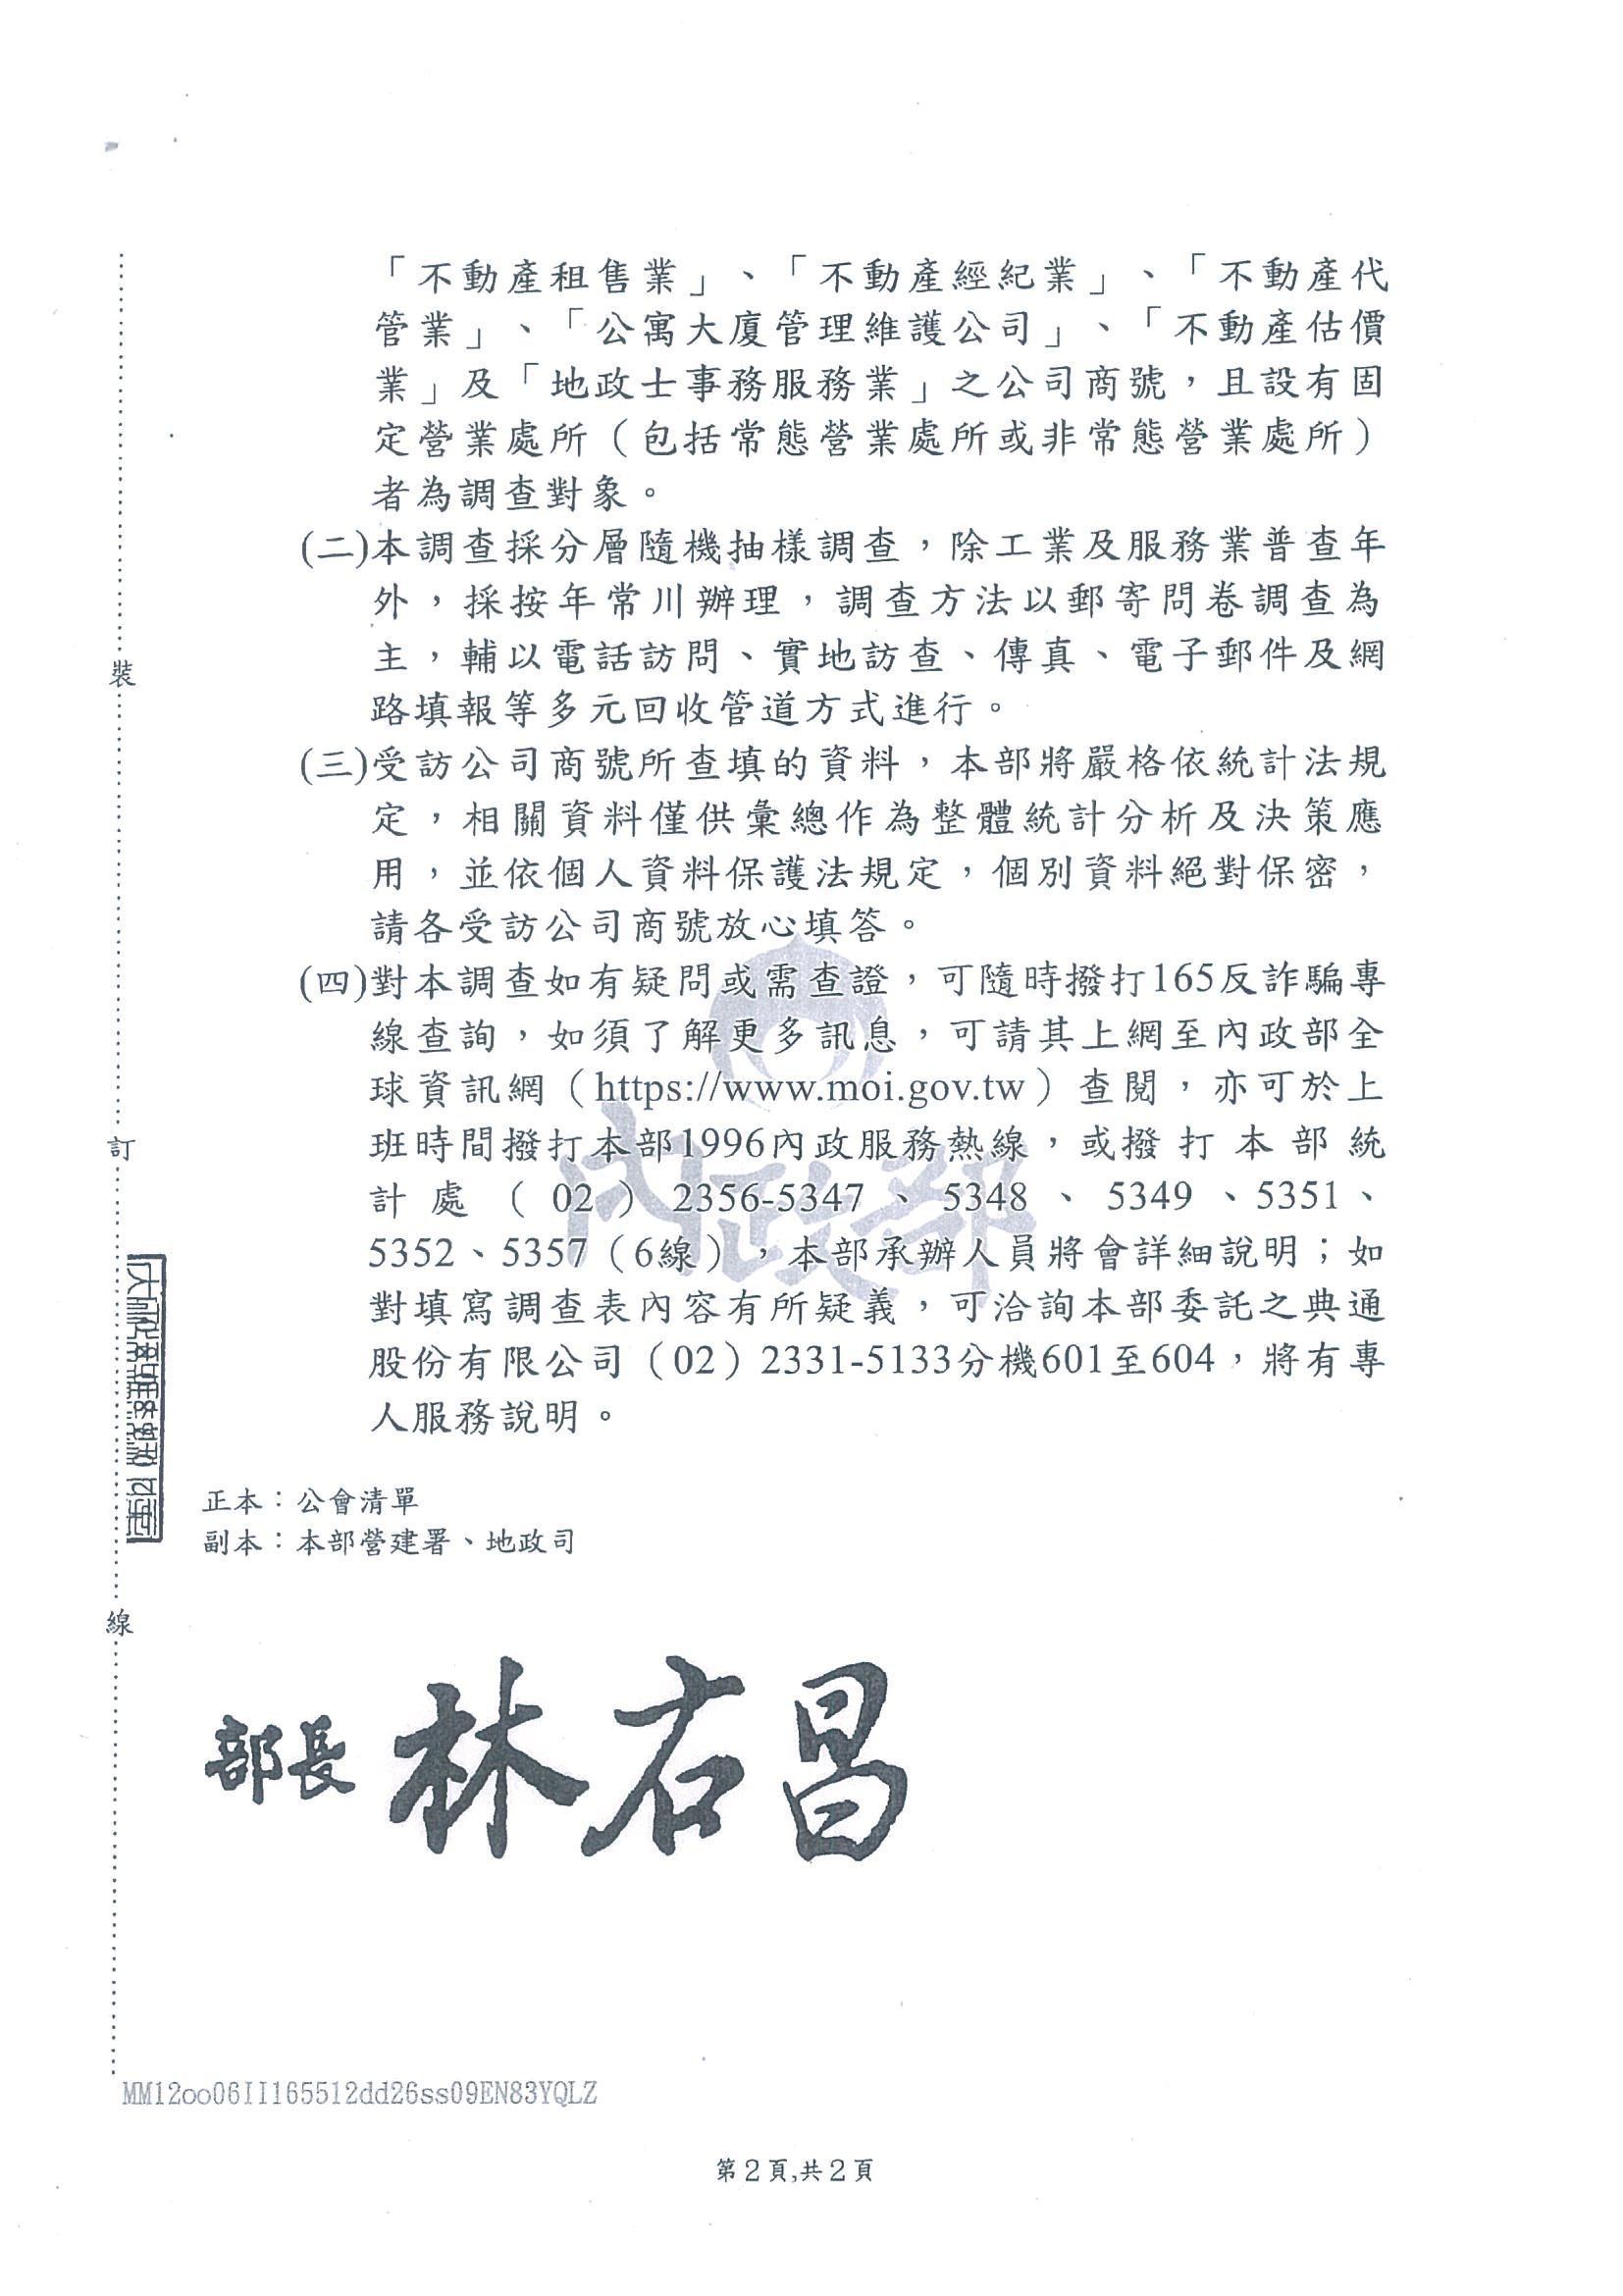 「不動產租售業」、「不動產經紀業」、「不動產代
管業」、「公寓大廈管理維護公司」、「不動產估價
業」及「地政士事務服務業」之公司商號，且設有固
定營業處所（包括常態營業處所或非常態營業處所）
者為調查對象。
(二)本調查採分層隨機抽樣調查，除工業及服務業普查年
外，採按年常川辦理，調查方法以郵寄問卷調查為
主，輔以電話訪問、實地訪查、傳真、電子郵件及網
路填報等多元回收管道方式進行。
(三)受訪公司商號所查填的資料，本部將嚴格依統計法規
定，相關資料僅供彙總作為整體統計分析及決策應
用，並依個人資料保護法規定，個別資料絕對保密，
請各受訪公司商號放心填答。
(四)對本調查如有疑問或需查證，可隨時撥打165反詐騙專
線查詢，如須了解更多訊息，可請其上網至內政部全
球資訊網（https://www.moi.gov.tw）查閱，亦可於上
班時間撥打本部1996內政服務熱線，或撥打本部統
計處（02）2356-5347、5348、5349、5351、
5352、5357（6線），本部承辦人員將會詳細說明；如
對填寫調查表內容有所疑義，可洽詢本部委託之典通
股份有限公司（02）2331-5133分機601至604，將有專
人服務說明。
內政部
裝
訂
線
正本：公會清單
副本：本部營建署、地政司
部長 林右昌
MM12oo06II165512dd26ss09EN83YQLZ
第2頁,共2頁